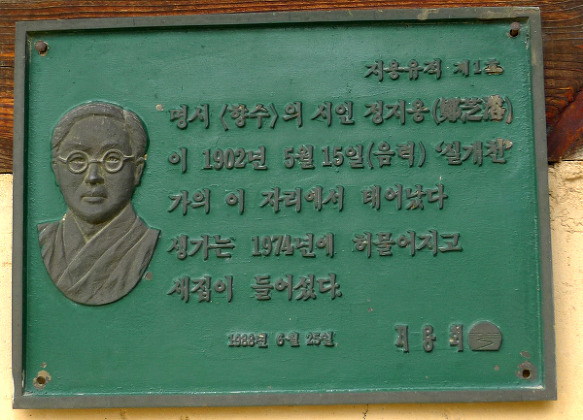 지용유적 제1호
명시 <향수>의 시인 정지용(鄭芝溶)
이 1902년 5월 15일(음력) '실개천'
가의 이 자리에서 태어났다
생가는 1974년에 허물어지고
새집이 들어섰다.
1988년 6월 25일.
지용회